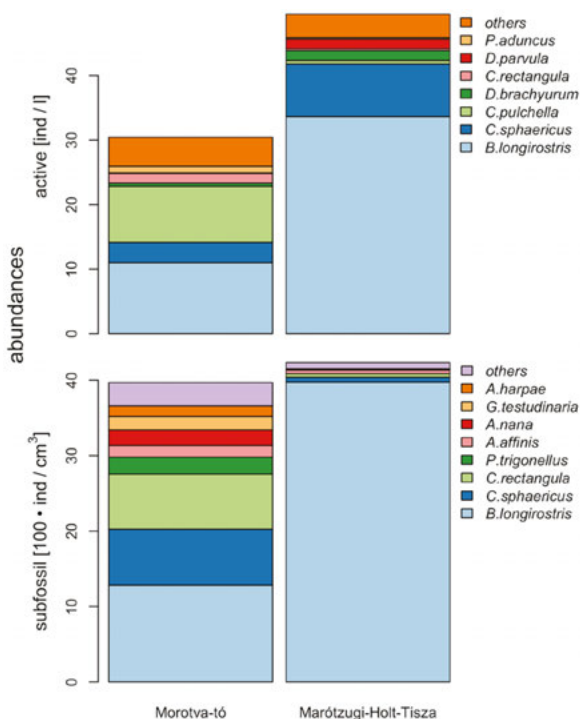 abundances
active [ind / l]
0
10
20
30
40
others
P.aduncus
D.parvula
C.rectangula
D.brachyurum
C.pulchella
C.sphaericus
B.longirostris
subfossil [100 • ind / cm³]
0
10
20
30
40
others
A.harpae
G.testudinaria
A.nana
A.affinis
P.trigonellus
C.rectangula
C.sphaericus
B.longirostris
Morotva-tó
Marótzugi-Holt-Tisza